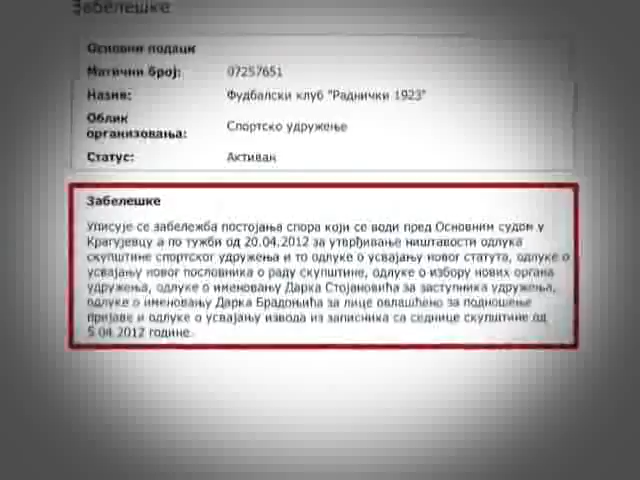 Забелешке
Основни подаци
Матични број: 07257651
Назив: Фудбалски клуб "Раднички 1923"
Облик
организовања: Спортско удружење
Статус: Активан
Забелешке
Уписује се забележба постојања спора који се води пред Основним судом у
Крагујевцу а по тужби од 20.04.2012 за утврђивање ништавости одлука
скупштине спортског удружења и то одлуке о усвајању новог статута, одлуке о
усвајању новог пословника о раду скупштине, одлуке о избору нових органа
удружења, одлуке о именовању Дарка Стојановића за заступника удружења,
одлуке о именовању Дарка Брадоњића за лице овлашћено за подношење
пријаве и одлуке о усвајању извода из записника са седнице скупштине од
5.04.2012 године.